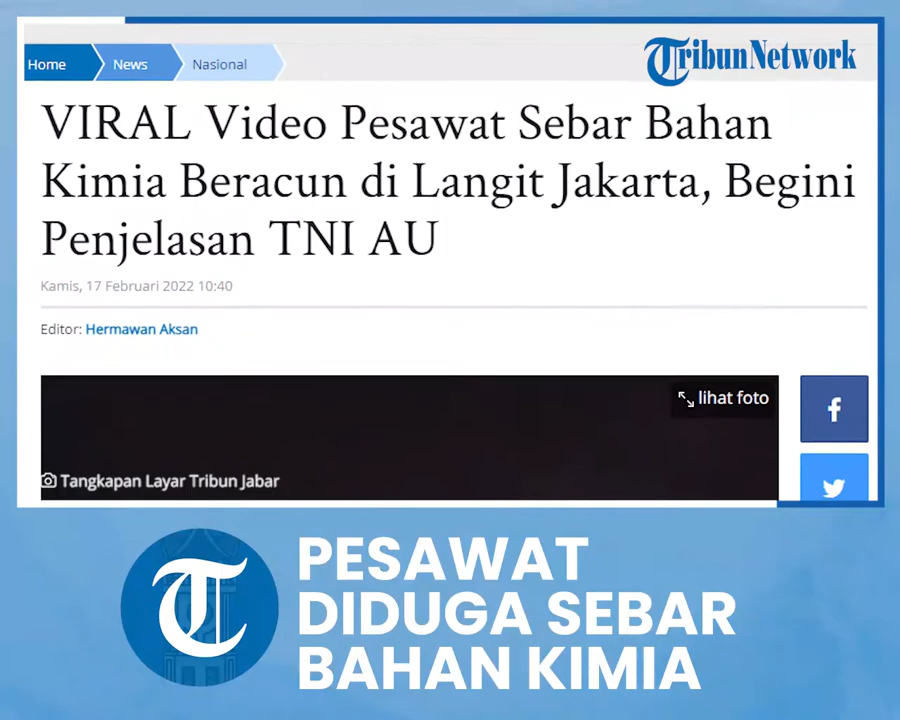 Home News Nasional
TribunNetwork
VIRAL Video Pesawat Sebar Bahan
Kimia Beracun di Langit Jakarta, Begini
Penjelasan TNI AU
Kamis, 17 Februari 2022 10:40
Editor: Hermawan Aksan
lihat foto
Tangkapan Layar Tribun Jabar
PESAWAT
DIDUGA SEBAR
BAHAN KIMIA